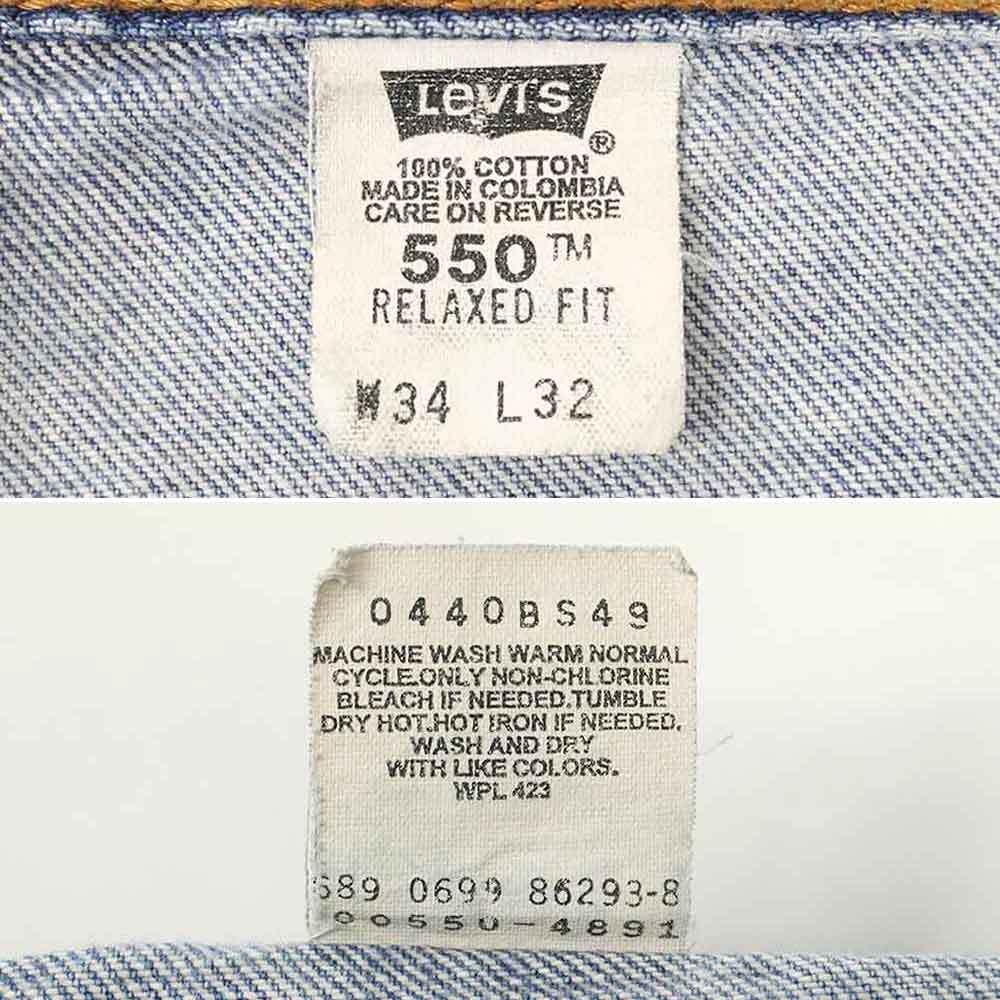 Levi's
®
100% COTTON
MADE IN COLOMBIA
CARE ON REVERSE
550™
RELAXED FIT
W34 L32
0440BS49
MACHINE WASH WARM NORMAL
CYCLE.ONLY NON-CHLORINE
BLEACH IF NEEDED.TUMBLE
DRY HOT.HOT IRON IF NEEDED.
WASH AND DRY
WITH LIKE COLORS.
WPL 423
689 0699 86293-8
00550-4891